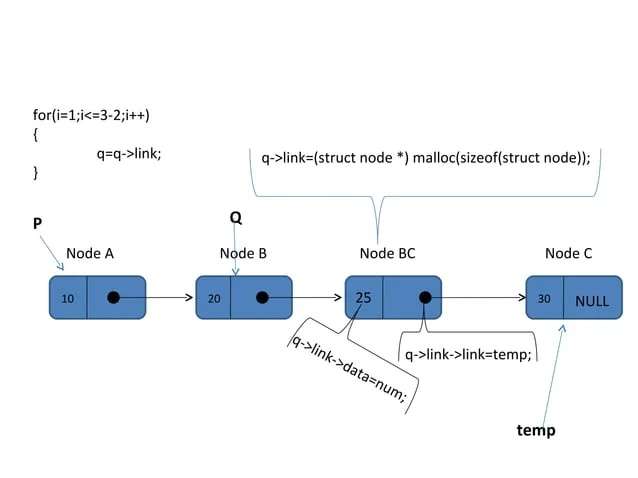 for(i=1;i<=3-2;i++)
{
q=q->link;
}
q->link=(struct node *) malloc(sizeof(struct node));
P
Q
Node A
Node B
Node BC
Node C
10
20
25
30
NULL
q->link->data=num;
q->link->link=temp;
temp